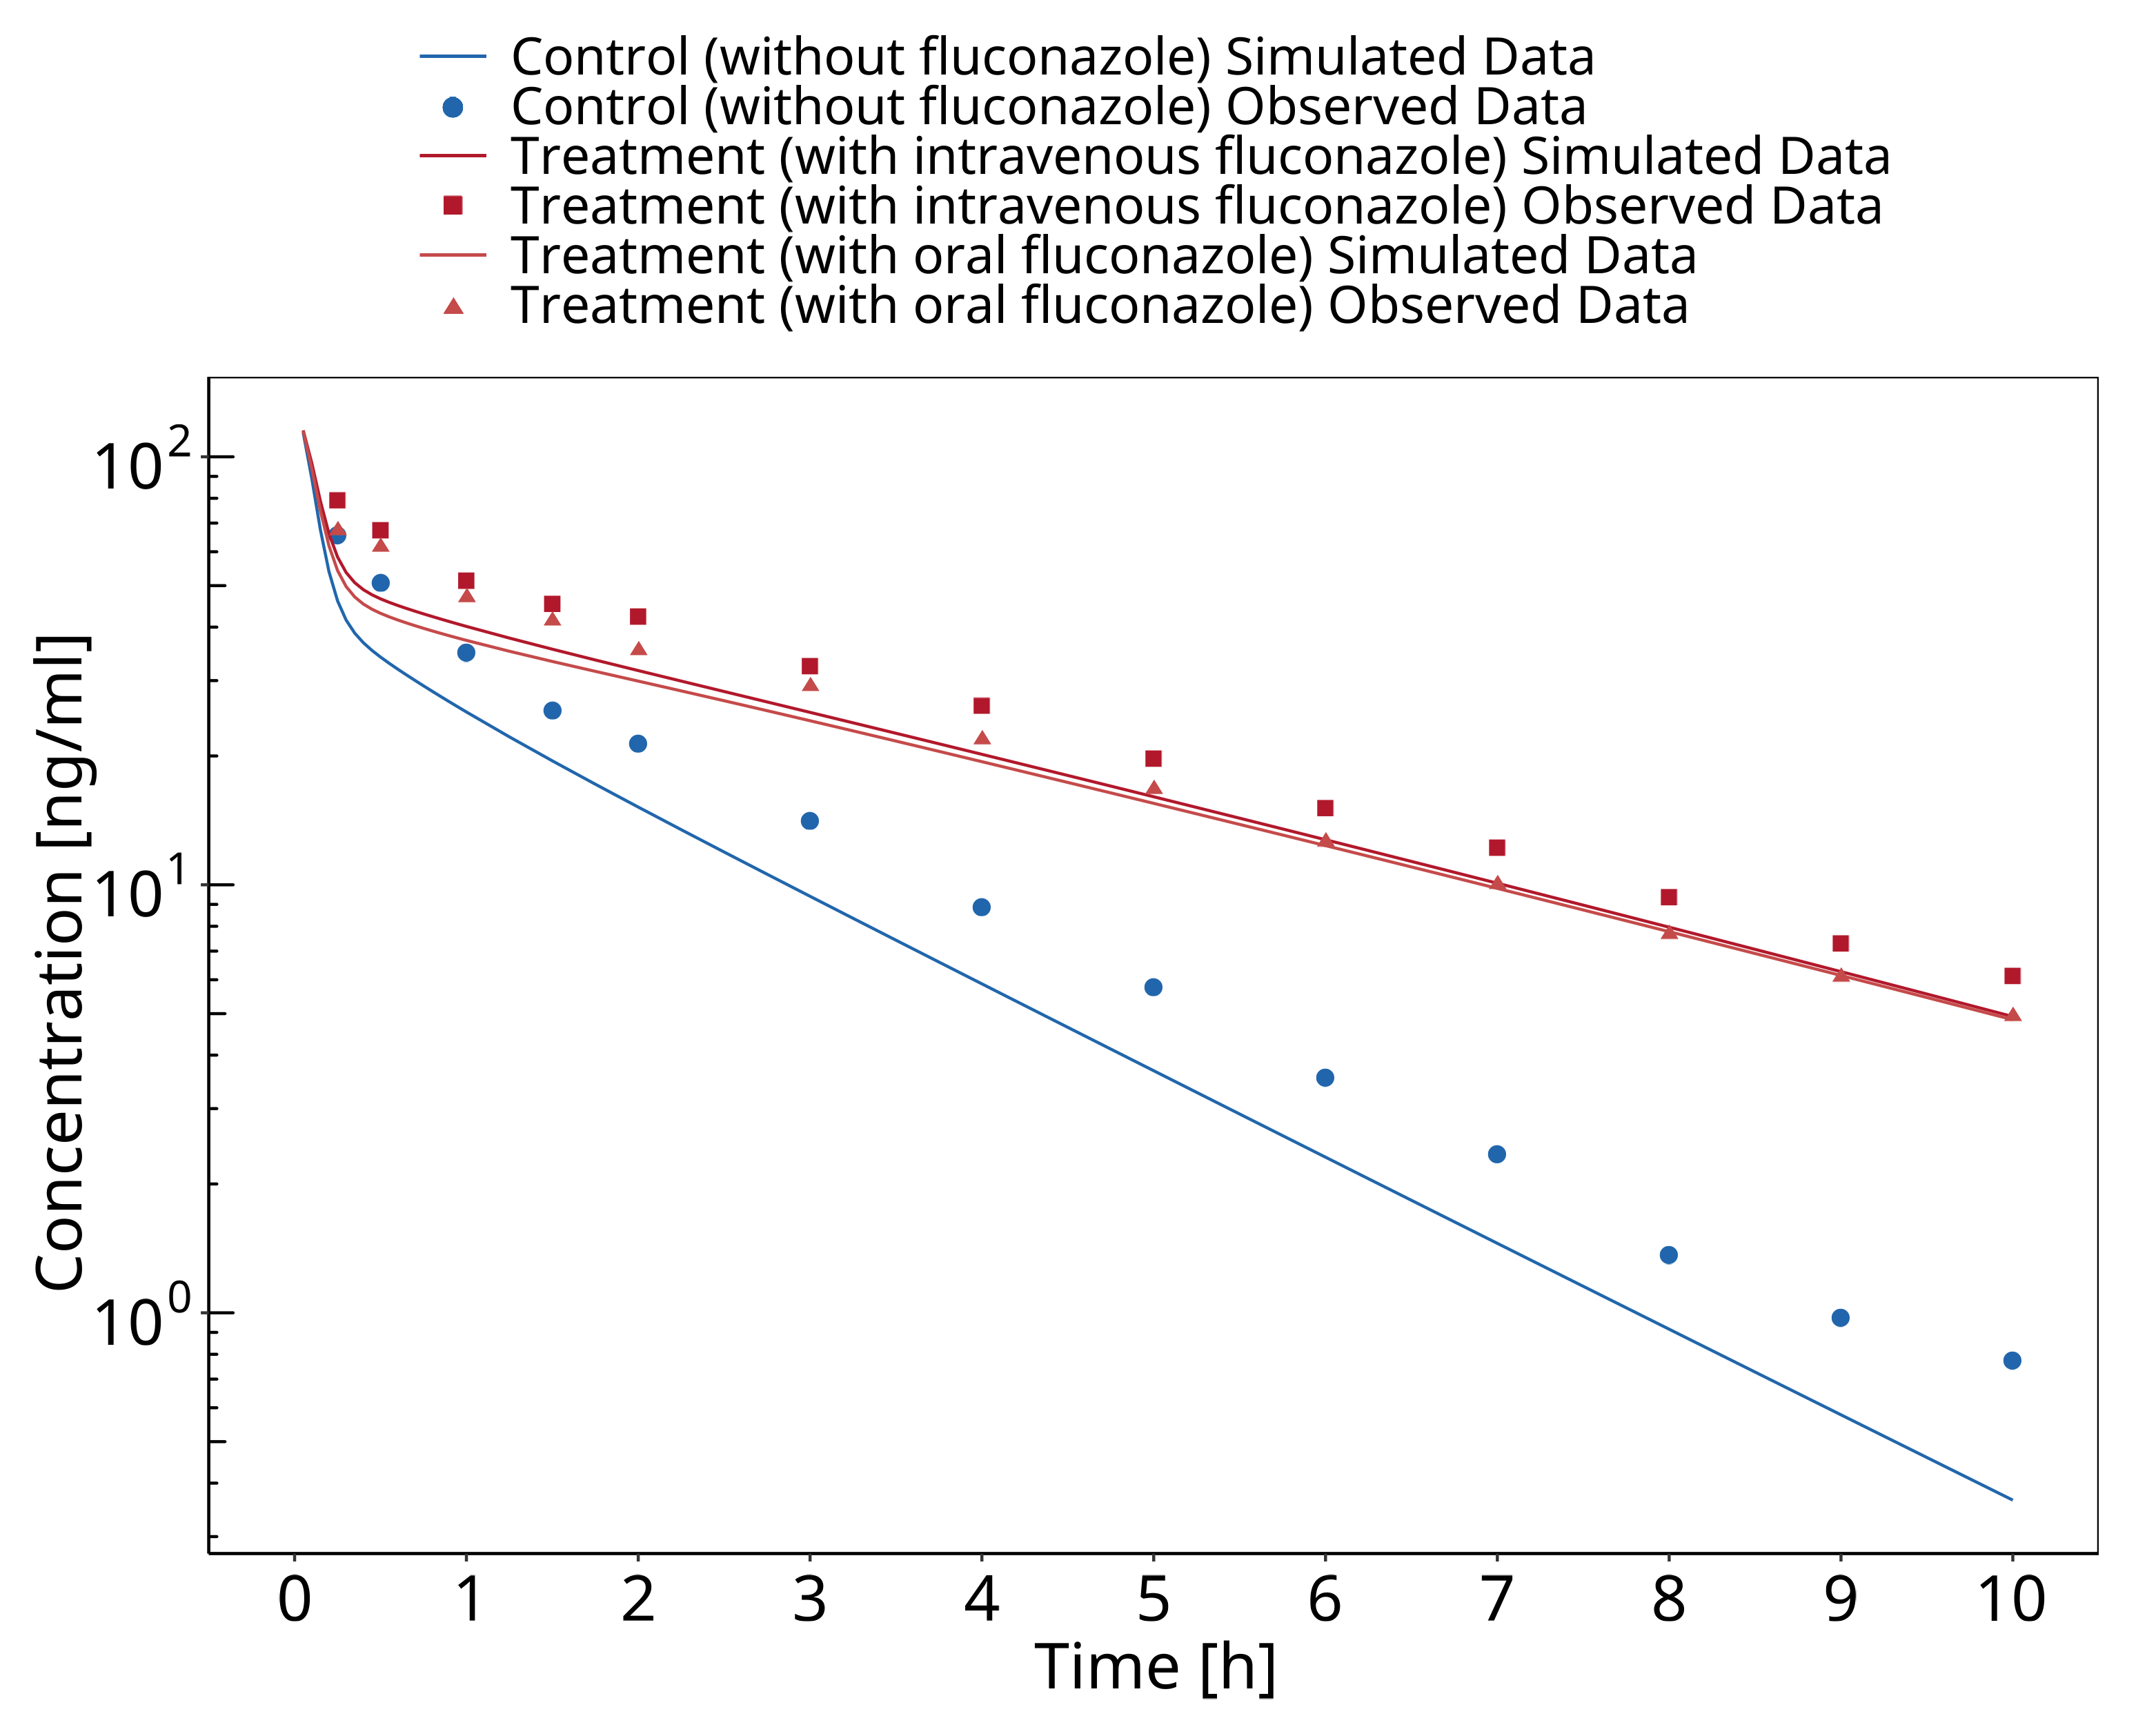 Control (without fluconazole) Simulated Data
Control (without fluconazole) Observed Data
Treatment (with intravenous fluconazole) Simulated Data
Treatment (with intravenous fluconazole) Observed Data
Treatment (with oral fluconazole) Simulated Data
Treatment (with oral fluconazole) Observed Data
Concentration [ng/ml]
10²
10¹
10⁰
0 1 2 3 4 5 6 7 8 9 10
Time [h]